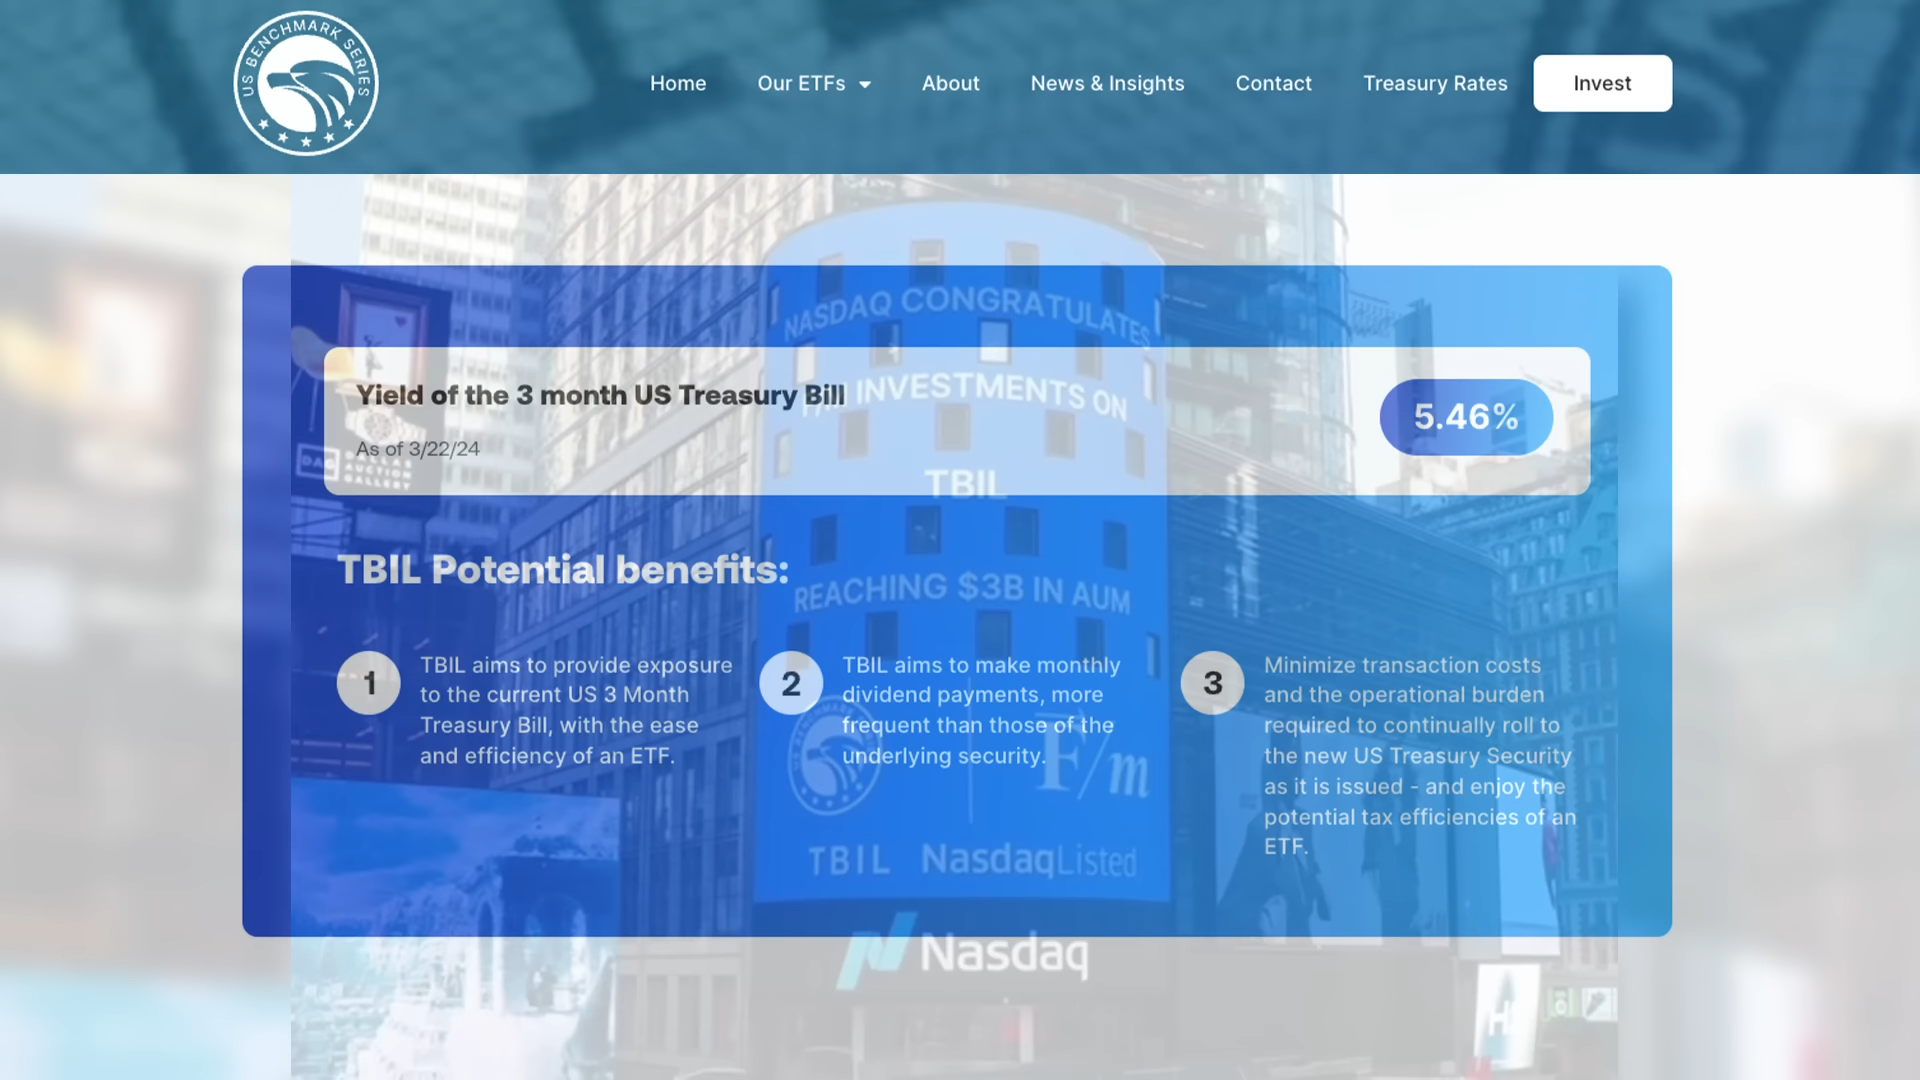 US BENCHMARK SERIES
Home
Our ETFs
About
News & Insights
Contact
Treasury Rates
Invest
NASDAQ CONGRATULATES
INVESTMENTS ON
Yield of the 3 month US Treasury Bill
5.46%
As of 3/22/24
DALLAS
AUCTION
GALLERY
TBIL
TBIL Potential benefits:
REACHING $3B IN AUM
1
TBIL aims to provide exposure
to the current US 3 Month
Treasury Bill, with the ease
and efficiency of an ETF.
2
TBIL aims to make monthly
dividend payments, more
frequent than those of the
underlying security.
3
Minimize transaction costs
and the operational burden
required to continually roll to
the new US Treasury Security
as it is issued - and enjoy the
potential tax efficiencies of an
ETF.
F/m
TBIL NasdaqListed
Nasdaq
H